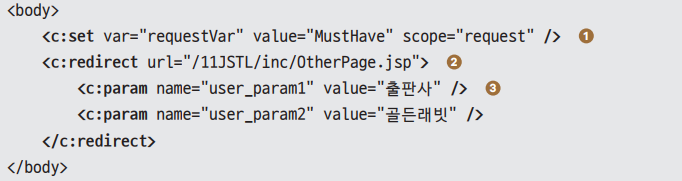 <body>
<c:set var="requestVar" value="MustHave" scope="request" /> ❶
<c:redirect url="/11JSTL/inc/OtherPage.jsp"> ❷
<c:param name="user_param1" value="출판사" /> ❸
<c:param name="user_param2" value="골든래빗" />
</c:redirect>
</body>